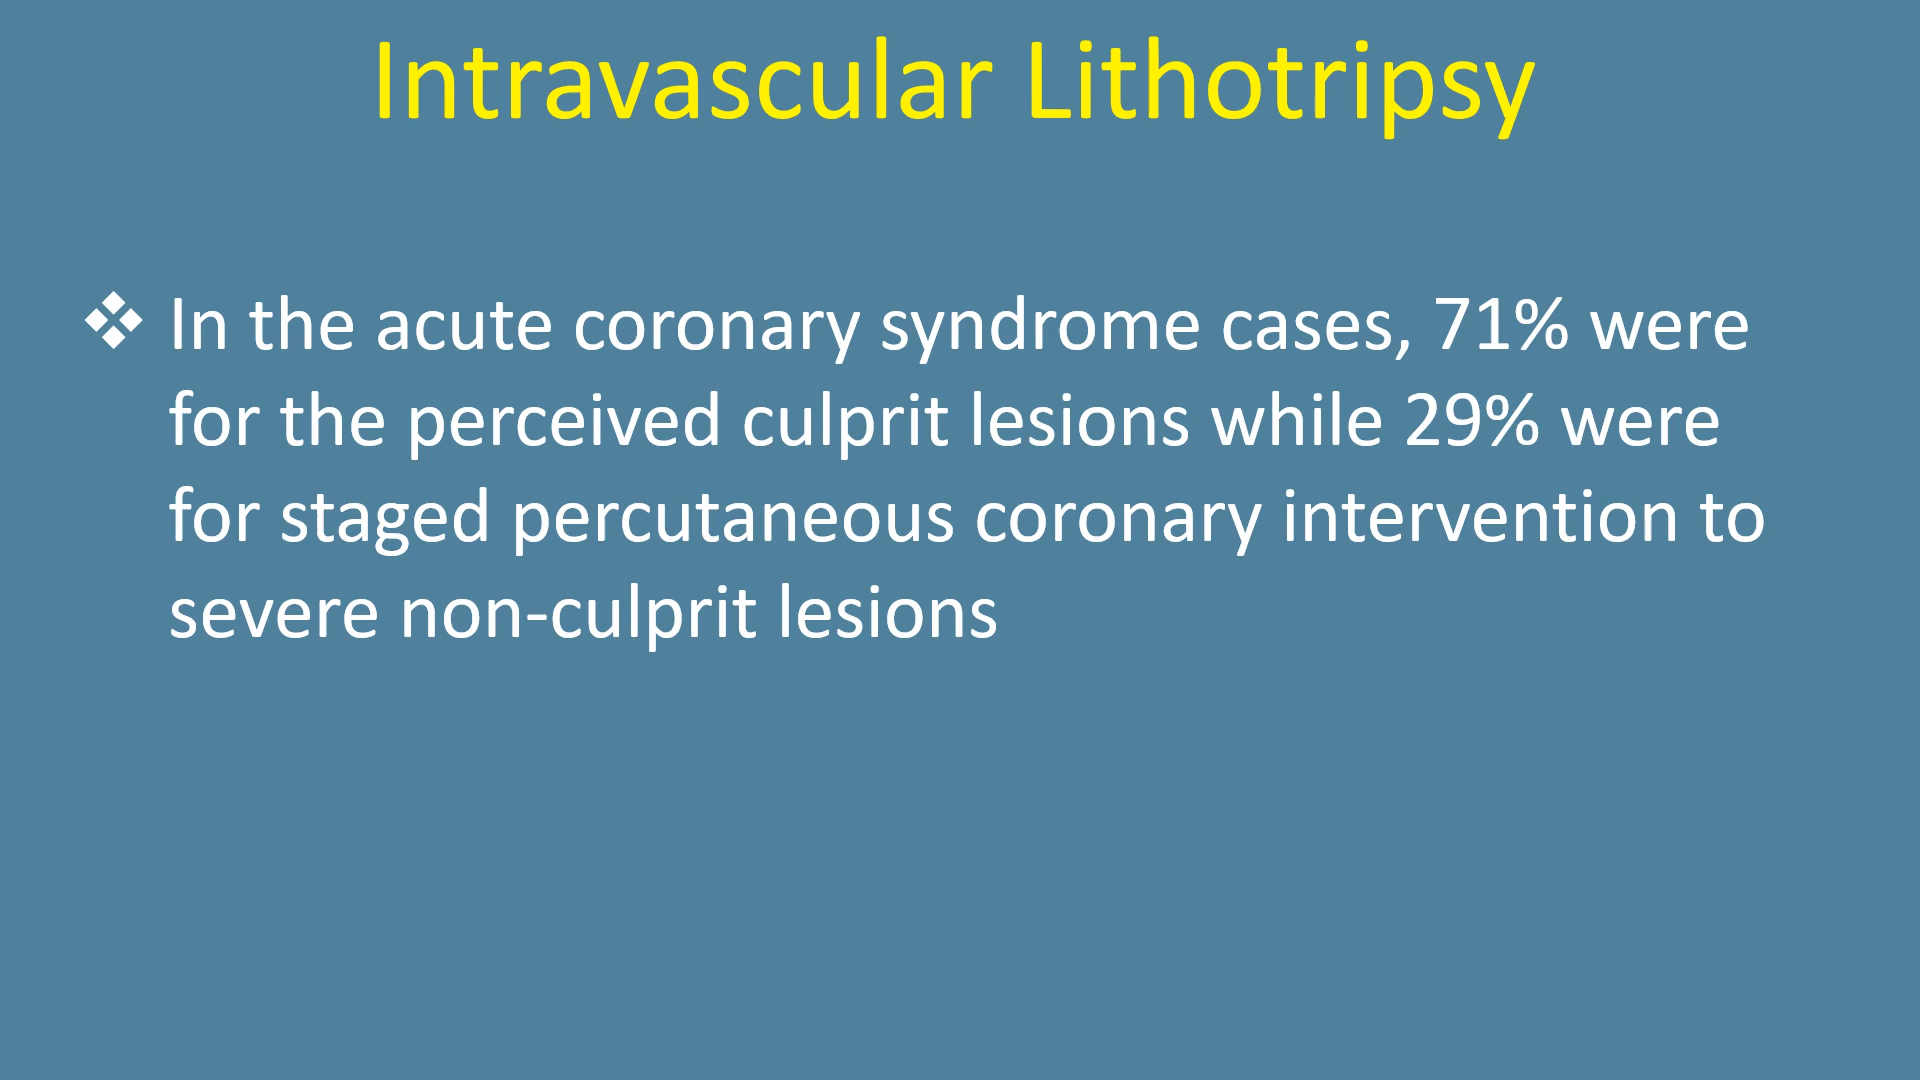 Intravascular Lithotripsy
❖ In the acute coronary syndrome cases, 71% were
for the perceived culprit lesions while 29% were
for staged percutaneous coronary intervention to
severe non-culprit lesions